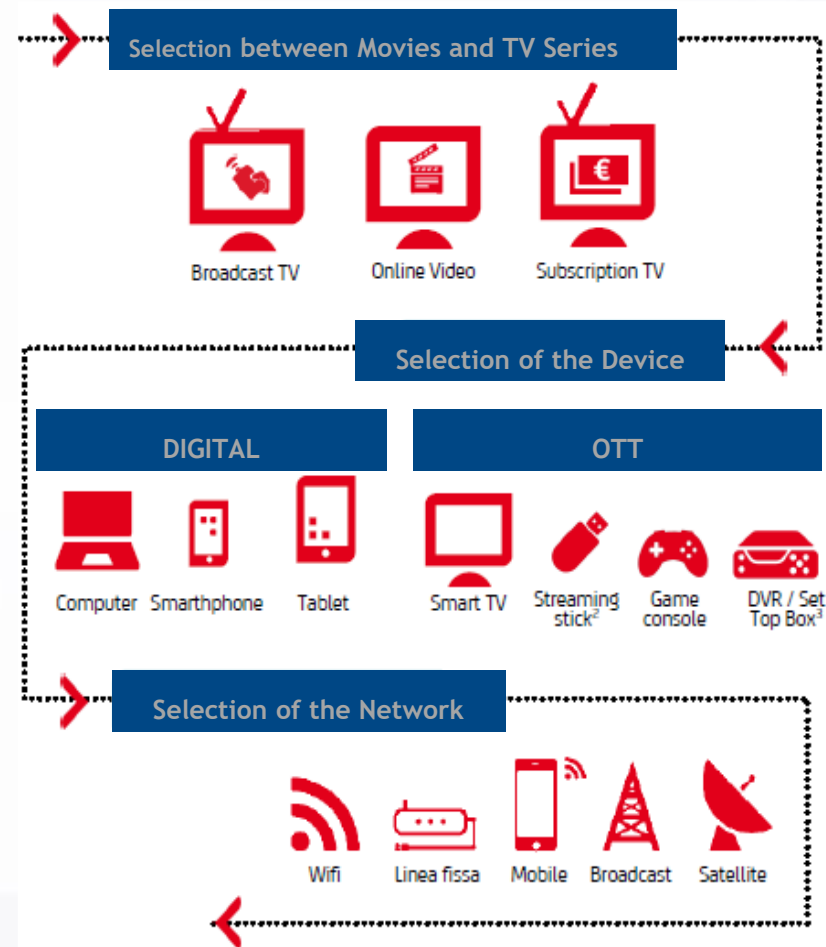 Selection between Movies and TV Series
€
Broadcast TV
Online Video
Subscription TV
Selection of the Device
DIGITAL
OTT
Computer
Smarthphone
Tablet
Smart TV
Streaming
stick²
Game
console
DVR / Set
Top Box³
Selection of the Network
Wifi
Linea fissa
Mobile
Broadcast
Satellite